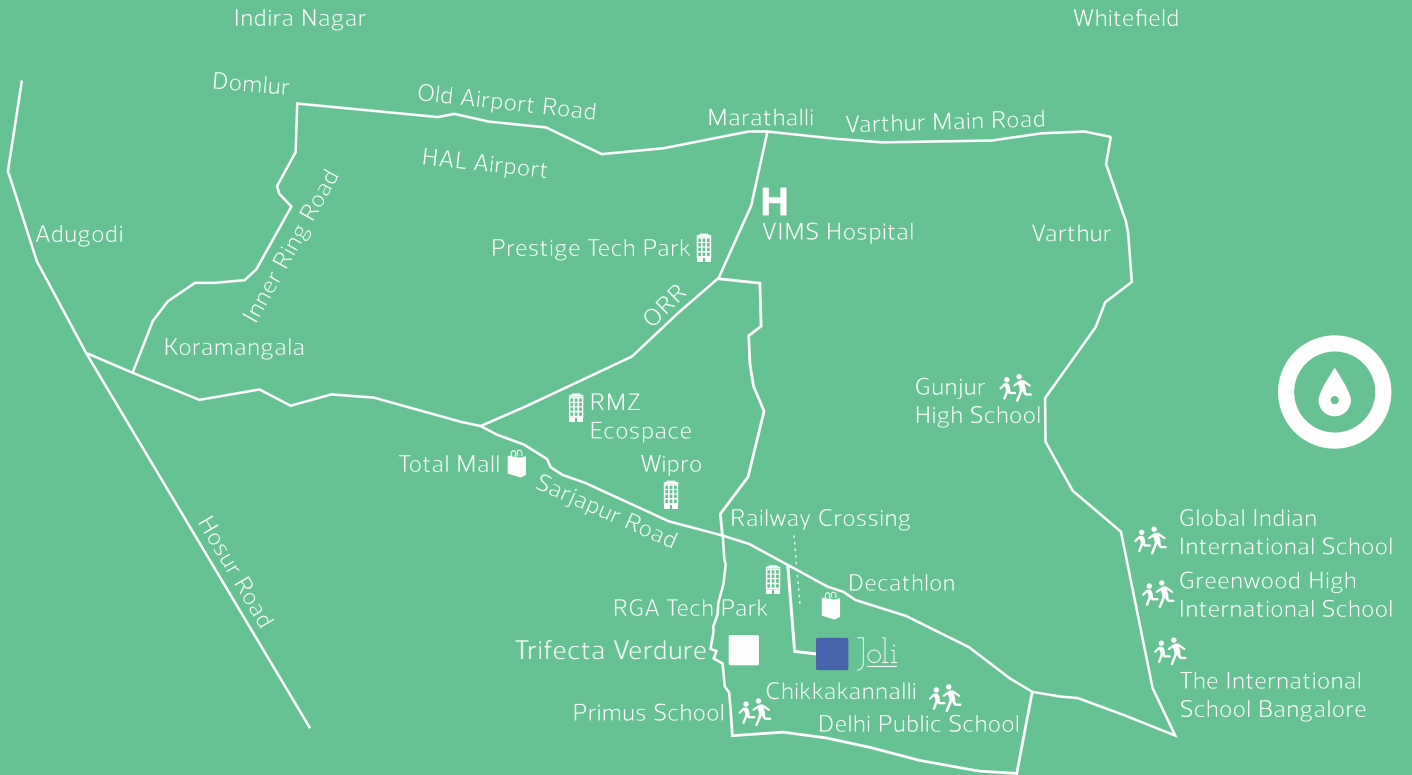 Indira Nagar
Whitefield
Domlur
Old Airport Road
Marathalli
Varthur Main Road
HAL Airport
Inner Ring Road
H
VIMS Hospital
Adugodi
Varthur
Prestige Tech Park
ORR
Koramangala
Gunjur
High School
RMZ
Ecospace
Total Mall
Wipro
Sarjapur Road
Railway Crossing
Global Indian
International School
Hosur Road
Decathlon
Greenwood High
International School
RGA Tech Park
Trifecta Verdure
Joli
The International
School Bangalore
Chikkakannalli
Primus School
Delhi Public School